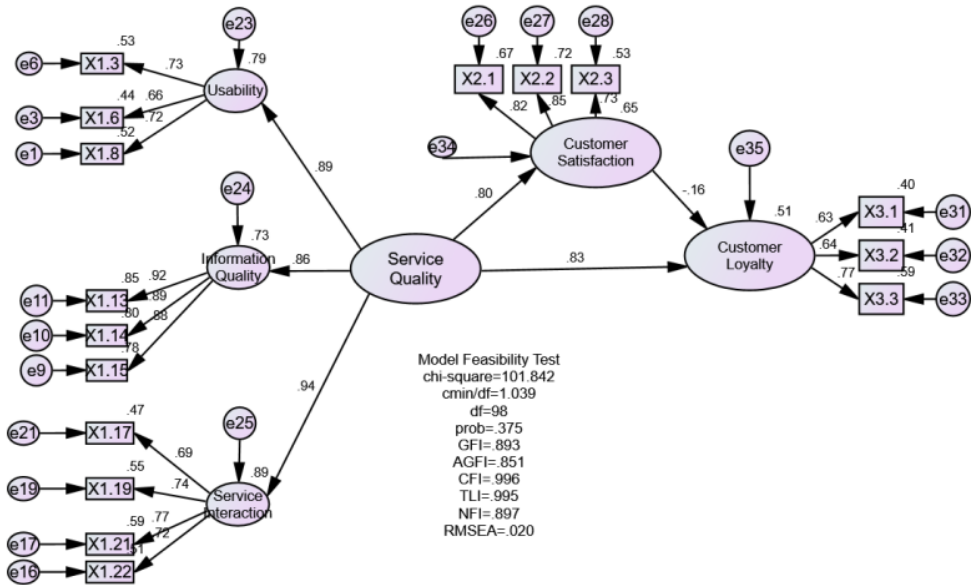 e23
e26
e27
e28
.53
.79
.67
.72
.53
e6
X1.3
.73
Usability
X2.1
X2.2
X2.3
.82
.85
.73
.65
.44
.66
e3
X1.6
.72
.52
e1
X1.8
Customer
Satisfaction
e34
e35
.89
.80
-.16
e24
.40
.73
.51
.63
X3.1
e31
.41
Information
Quality
.86
Service
Quality
.83
Customer
Loyalty
.64
X3.2
e32
.59
.77
X3.3
e33
.85
.92
e11
X1.13
.89
.80
.88
e10
X1.14
.78
e9
X1.15
.94
Model Feasibility Test
chi-square=101.842
cmin/df=1.039
df=98
prob=.375
GFI=.893
AGFI=.851
CFI=.996
TLI=.995
NFI=.897
RMSEA=.020
.47
e21
X1.17
e25
.69
.55
.89
e19
X1.19
.74
Service
Interaction
.59
.77
e17
X1.21
.72
.51
e16
X1.22